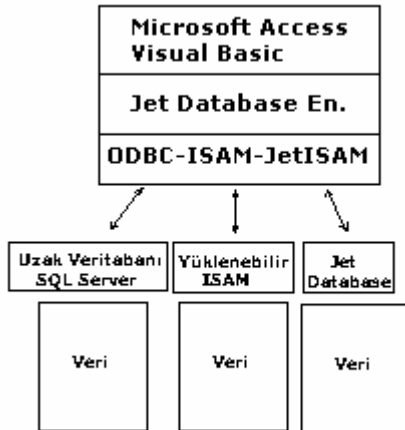 Microsoft Access
Visual Basic
Jet Database En.
ODBC-ISAM-JetISAM
Uzak Veritabanı
SQL Server
Yüklenebilir
ISAM
Jet
Database
Veri
Veri
Veri